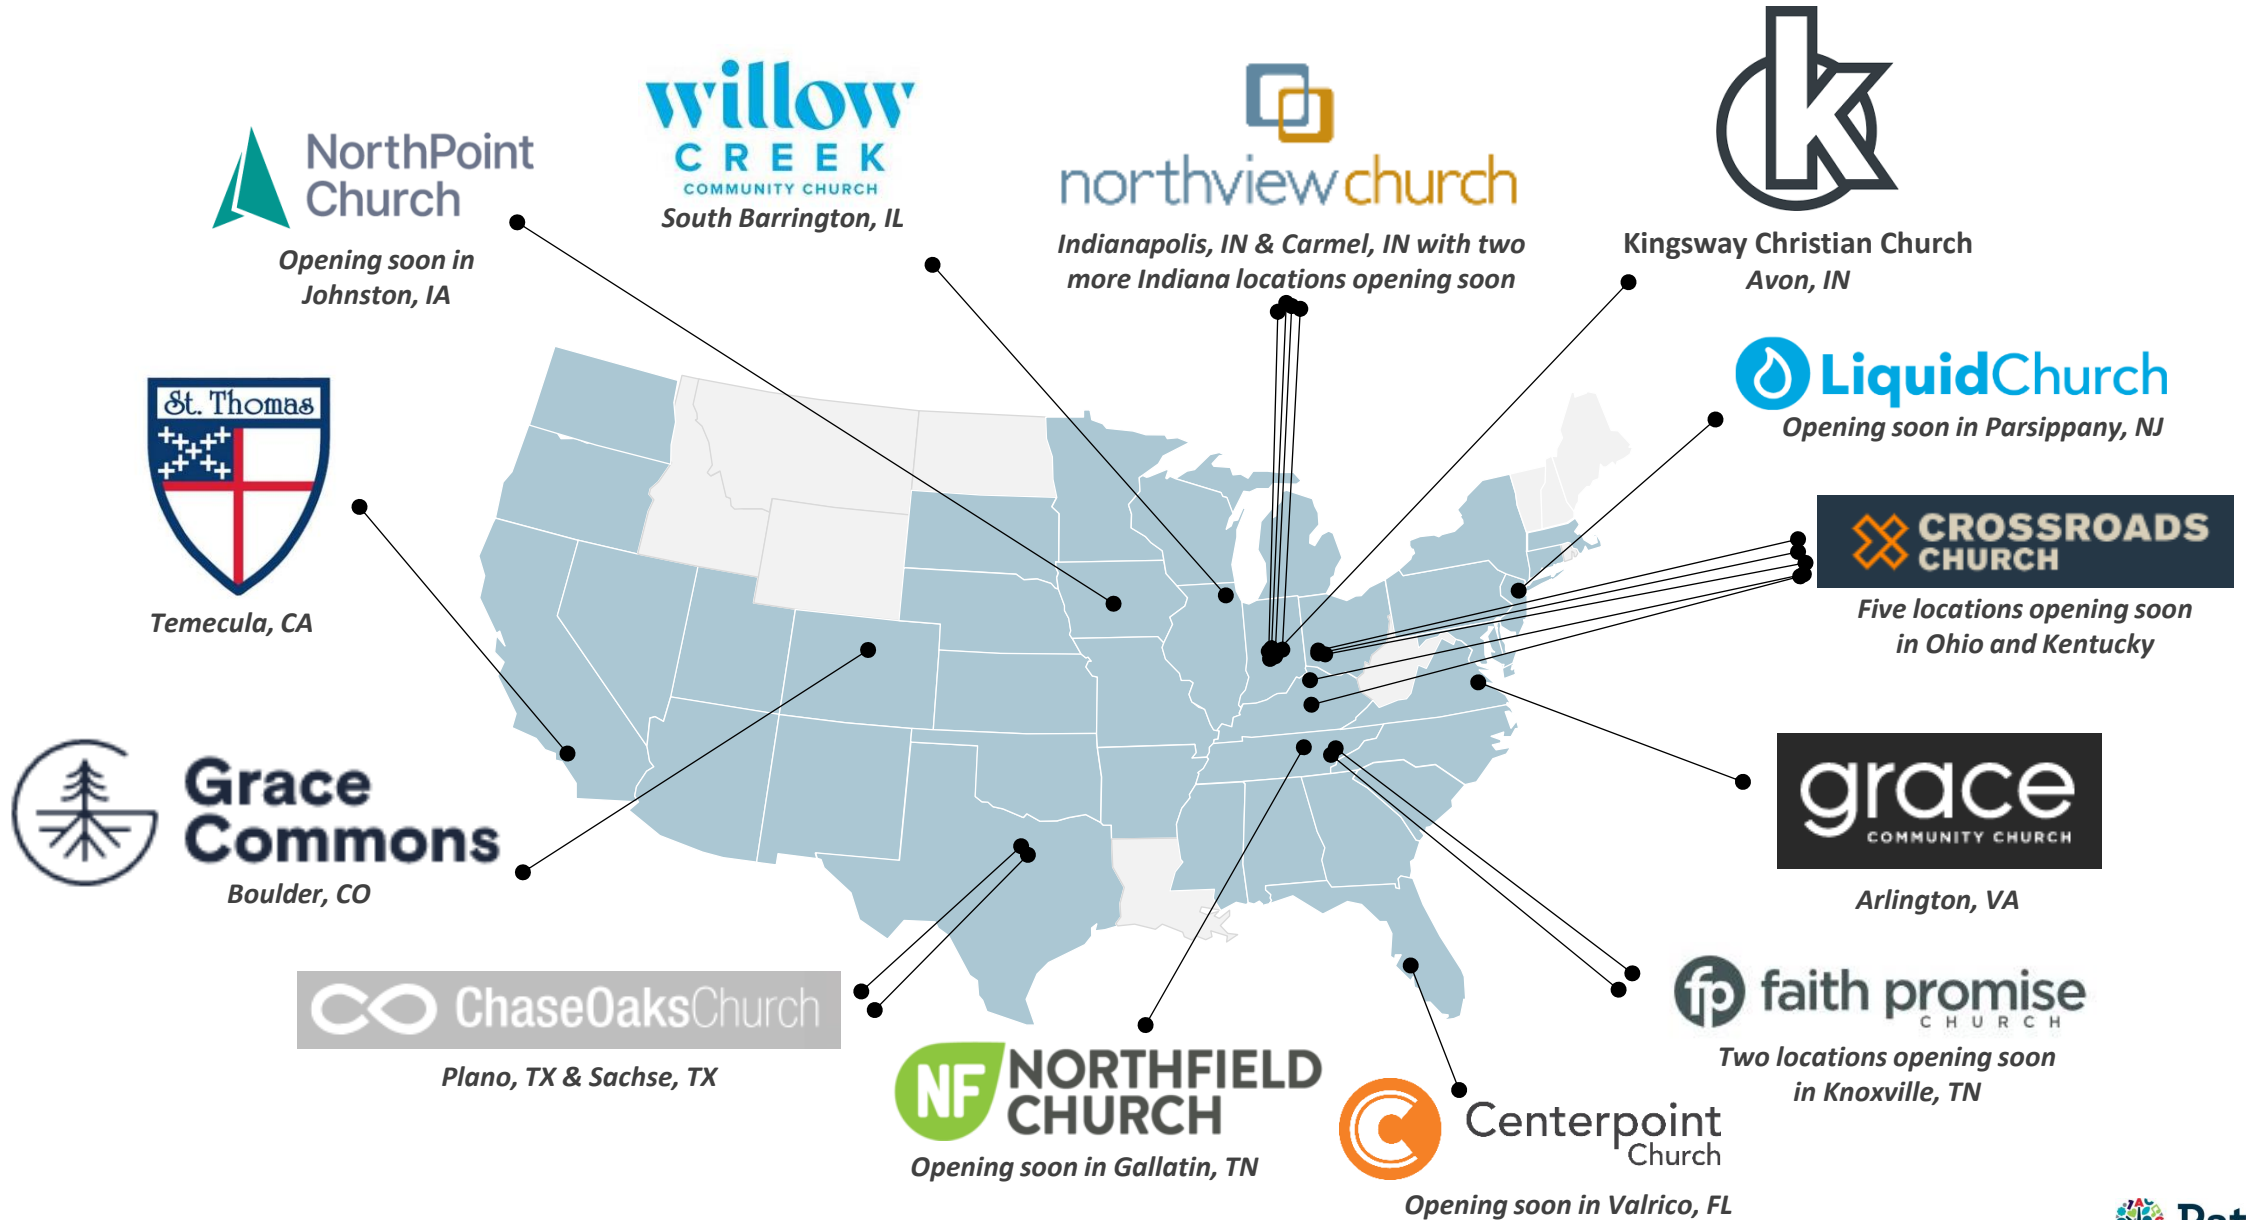 NorthPoint
Church
Opening soon in
Johnston, IA
willow
CREEK
COMMUNITY CHURCH
South Barrington, IL
northview church
Indianapolis, IN & Carmel, IN with two
more Indiana locations opening soon
k
Kingsway Christian Church
Avon, IN
LiquidChurch
Opening soon in Parsippany, NJ
St. Thomas
Temecula, CA
CROSSROADS
CHURCH
Five locations opening soon
in Ohio and Kentucky
Grace
Commons
Boulder, CO
grace
COMMUNITY CHURCH
Arlington, VA
ChaseOaksChurch
Plano, TX & Sachse, TX
NF
NORTHFIELD
CHURCH
Opening soon in Gallatin, TN
fp
faith promise
CHURCH
Two locations opening soon
in Knoxville, TN
Centerpoint
Church
Opening soon in Valrico, FL